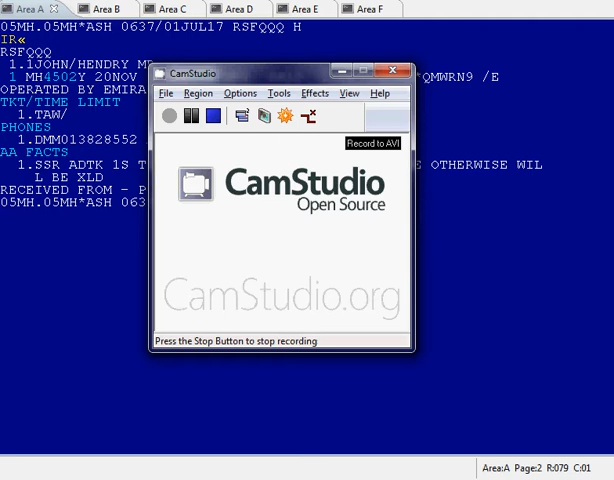 Area A Area B Area C Area D Area E Area F
05MH.05MH*ASH 0637/01JUL17 RSFQQQ H
IR«
RSFQQQ
1.1JOHN/HENDRY
1 MH4502Y 20NOV *QMWRN9 /E
OPERATED BY EMIRA
TKT/TIME LIMIT
1.TAW/
PHONES
1.DMM013828552
AA FACTS
1.SSR ADTK 1S T E OTHERWISE WIL
L BE XLD
RECEIVED FROM - P
05MH.05MH*ASH 063
CamStudio
File Region Options Tools Effects View Help
Record to AVI
CamStudio
Open Source
CamStudio.org
Press the Stop Button to stop recording
Area:A Page:2 R:079 C:01